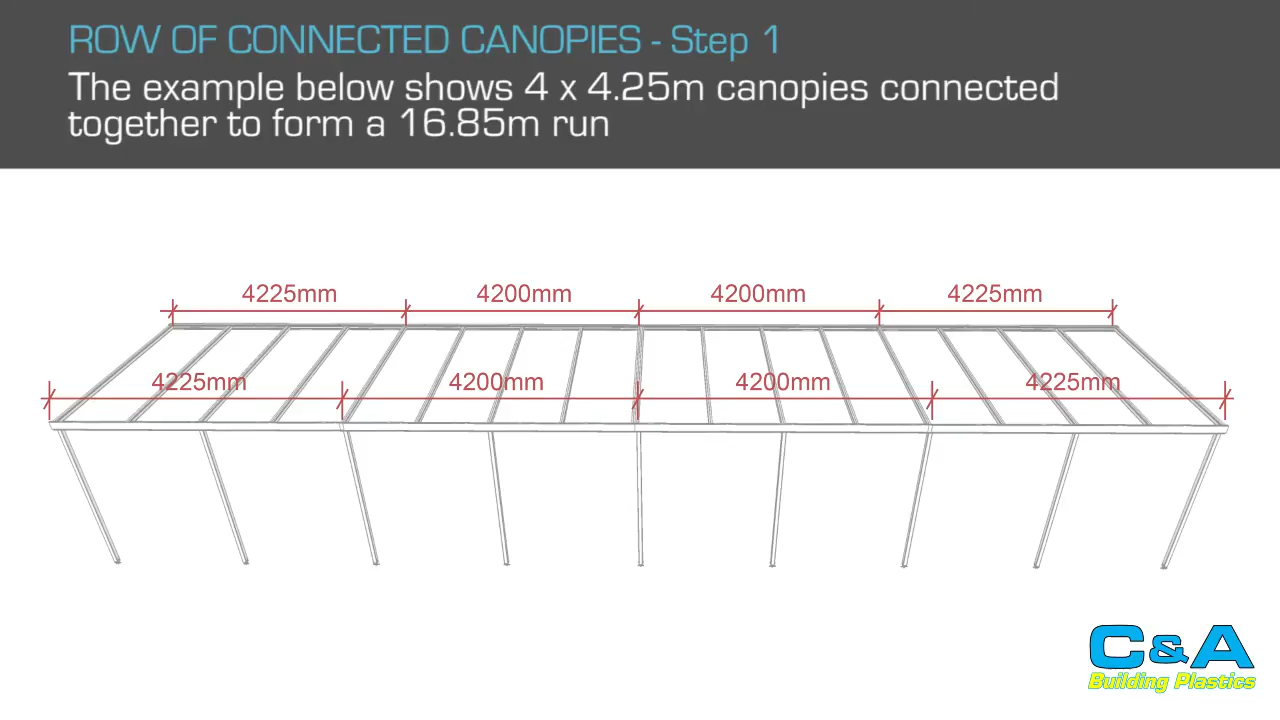 ROW OF CONNECTED CANOPIES - Step 1
The example below shows 4 x 4.25m canopies connected
together to form a 16.85m run
4225mm 4200mm 4200mm 4225mm
4225mm 4200mm 4200mm 4225mm
C&A
Building Plastics